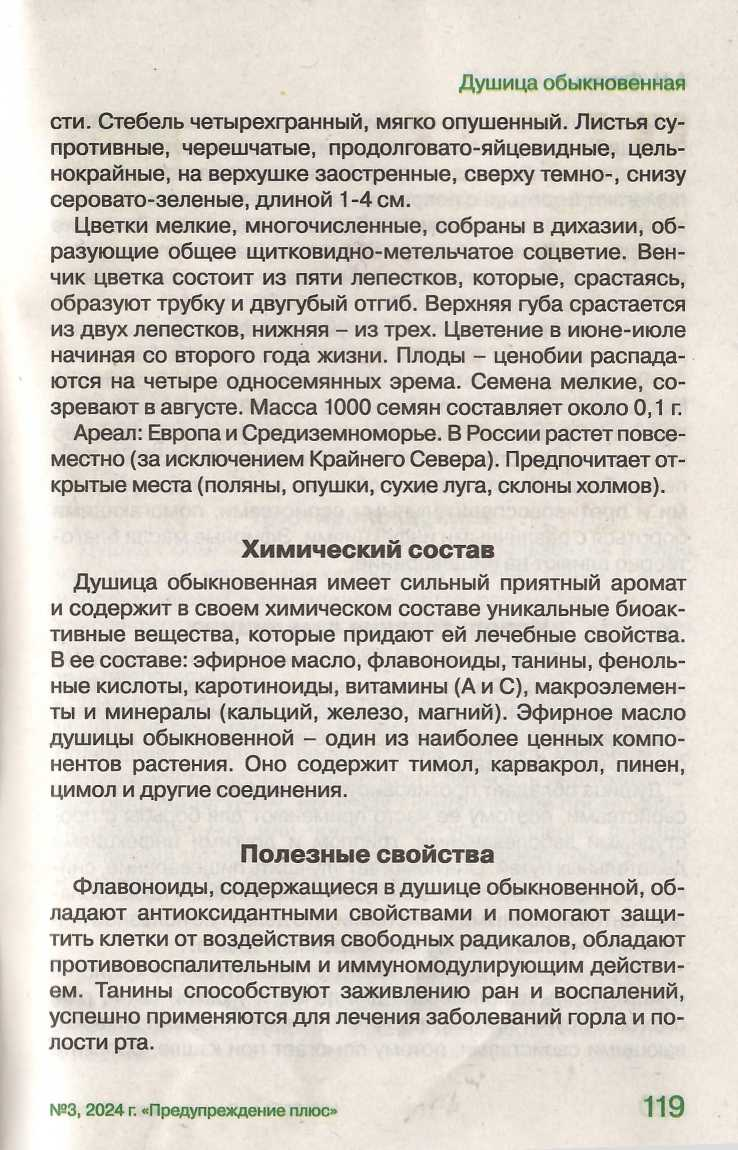 Душица обыкновенная
сти. Стебель четырехгранный, мягко опушенный. Листья су-
противные, черешчатые, продолговато-яйцевидные, цель-
нокрайные, на верхушке заостренные, сверху темно-, снизу
серовато-зеленые, длиной 1-4 см.
Цветки мелкие, многочисленные, собраны в дихазии, об-
разующие общее щитковидно-метельчатое соцветие. Вен-
чик цветка состоит из пяти лепестков, которые, срастаясь,
образуют трубку и двугубый отгиб. Верхняя губа срастается
из двух лепестков, нижняя – из трех. Цветение в июне-июле
начиная со второго года жизни. Плоды – ценобии распада-
ются на четыре односемянных эрема. Семена мелкие, со-
зревают в августе. Масса 1000 семян составляет около 0,1 г.
Ареал: Европа и Средиземноморье. В России растет повсе-
местно (за исключением Крайнего Севера). Предпочитает от-
крытые места (поляны, опушки, сухие луга, склоны холмов).
Химический состав
Душица обыкновенная имеет сильный приятный аромат
и содержит в своем химическом составе уникальные биоак-
тивные вещества, которые придают ей лечебные свойства.
В ее составе: эфирное масло, флавоноиды, танины, феноль-
ные кислоты, каротиноиды, витамины (А и С), макроэлемен-
ты и минералы (кальций, железо, магний). Эфирное масло
душицы обыкновенной – один из наиболее ценных компо-
нентов растения. Оно содержит тимол, карвакрол, пинен,
цимол и другие соединения.
Полезные свойства
Флавоноиды, содержащиеся в душице обыкновенной, об-
ладают антиоксидантными свойствами и помогают защи-
тить клетки от воздействия свободных радикалов, обладают
противовоспалительным и иммуномодулирующим действи-
ем. Танины способствуют заживлению ран и воспалений,
успешно применяются для лечения заболеваний горла и по-
лости рта.
№3, 2024 г. «Предупреждение плюс»
119